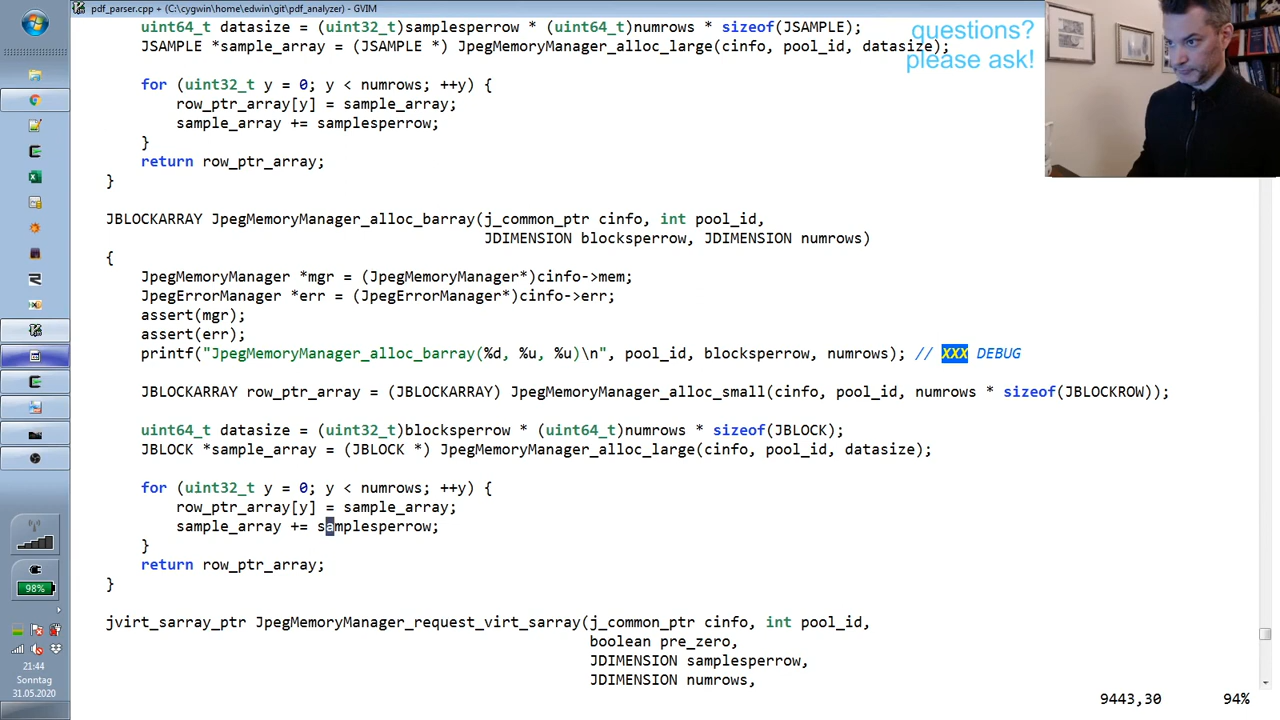 pdf_parser.cpp + (C:\cygwin\home\edwin\git\pdf_analyzer) - GVIM
questions?
please ask!
uint64_t datasize = (uint32_t)samplesperrow * (uint64_t)numrows * sizeof(JSAMPLE);
JSAMPLE *sample_array = (JSAMPLE *) JpegMemoryManager_alloc_large(cinfo, pool_id, datasize);
for (uint32_t y = 0; y < numrows; ++y) {
row_ptr_array[y] = sample_array;
sample_array += samplesperrow;
}
return row_ptr_array;
}
JBLOCKARRAY JpegMemoryManager_alloc_barray(j_common_ptr cinfo, int pool_id,
JDIMENSION blocksperrow, JDIMENSION numrows)
{
JpegMemoryManager *mgr = (JpegMemoryManager*)cinfo->mem;
JpegErrorManager *err = (JpegErrorManager*)cinfo->err;
assert(mgr);
assert(err);
printf("JpegMemoryManager_alloc_barray(%d, %u, %u)\n", pool_id, blocksperrow, numrows); // XXX DEBUG
JBLOCKARRAY row_ptr_array = (JBLOCKARRAY) JpegMemoryManager_alloc_small(cinfo, pool_id, numrows * sizeof(JBLOCKROW));
uint64_t datasize = (uint32_t)blocksperrow * (uint64_t)numrows * sizeof(JBLOCK);
JBLOCK *sample_array = (JBLOCK *) JpegMemoryManager_alloc_large(cinfo, pool_id, datasize);
for (uint32_t y = 0; y < numrows; ++y) {
row_ptr_array[y] = sample_array;
sample_array += samplesperrow;
}
return row_ptr_array;
}
jvirt_sarray_ptr JpegMemoryManager_request_virt_sarray(j_common_ptr cinfo, int pool_id,
boolean pre_zero,
JDIMENSION samplesperrow,
JDIMENSION numrows,
9443,30 94%
98%
21:44
Sonntag
31.05.2020